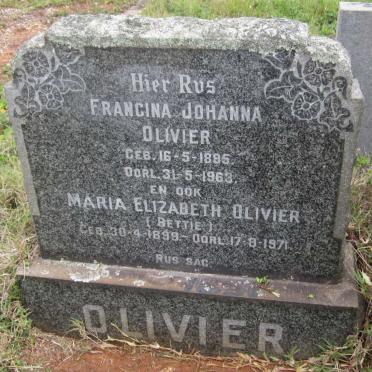 Hier Rus
FRANCINA JOHANNA
OLIVIER
GEB. 16-5-1895
OORL. 31-5-1963.
EN OOK
MARIA ELIZABETH OLIVIER
( BETTIE )
GEB. 30-4-1899 - OORL. 17-8-1971.
RUS SAG
OLIVIER